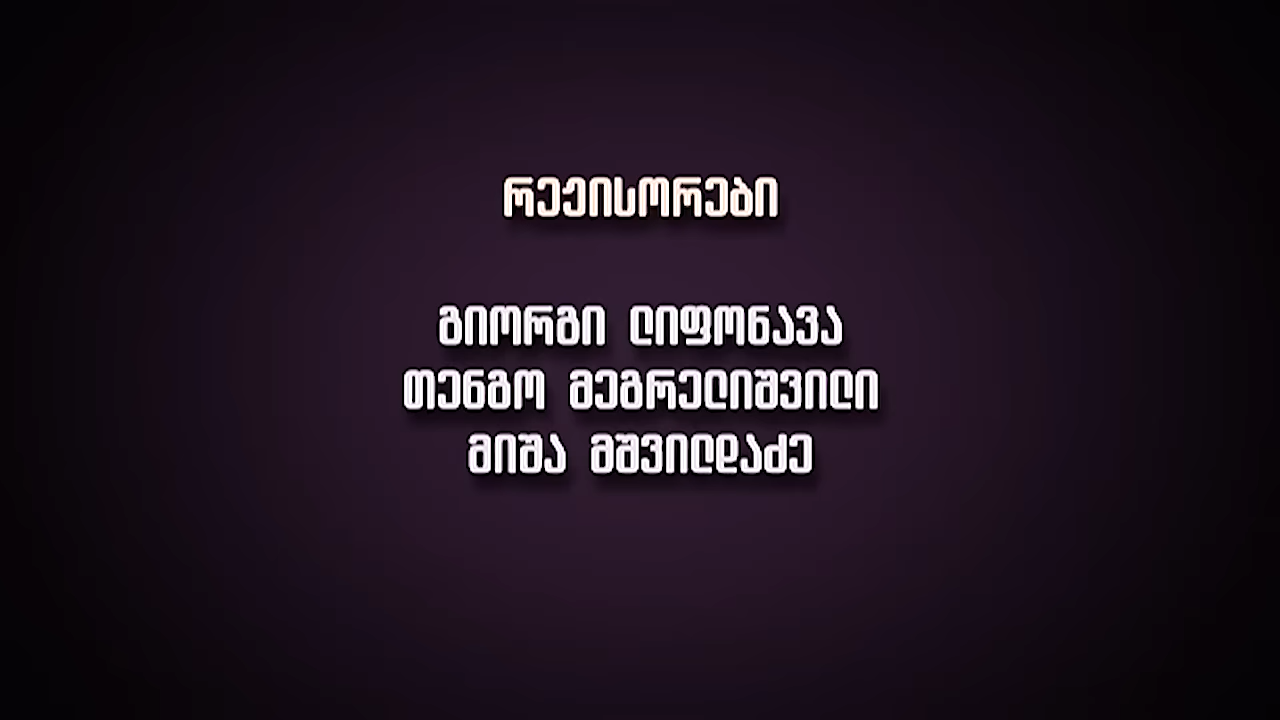 რეჟისორები
გიორგი ლიფონავა
თენგო მეგრელიშვილი
მიშა მშვილდაძე